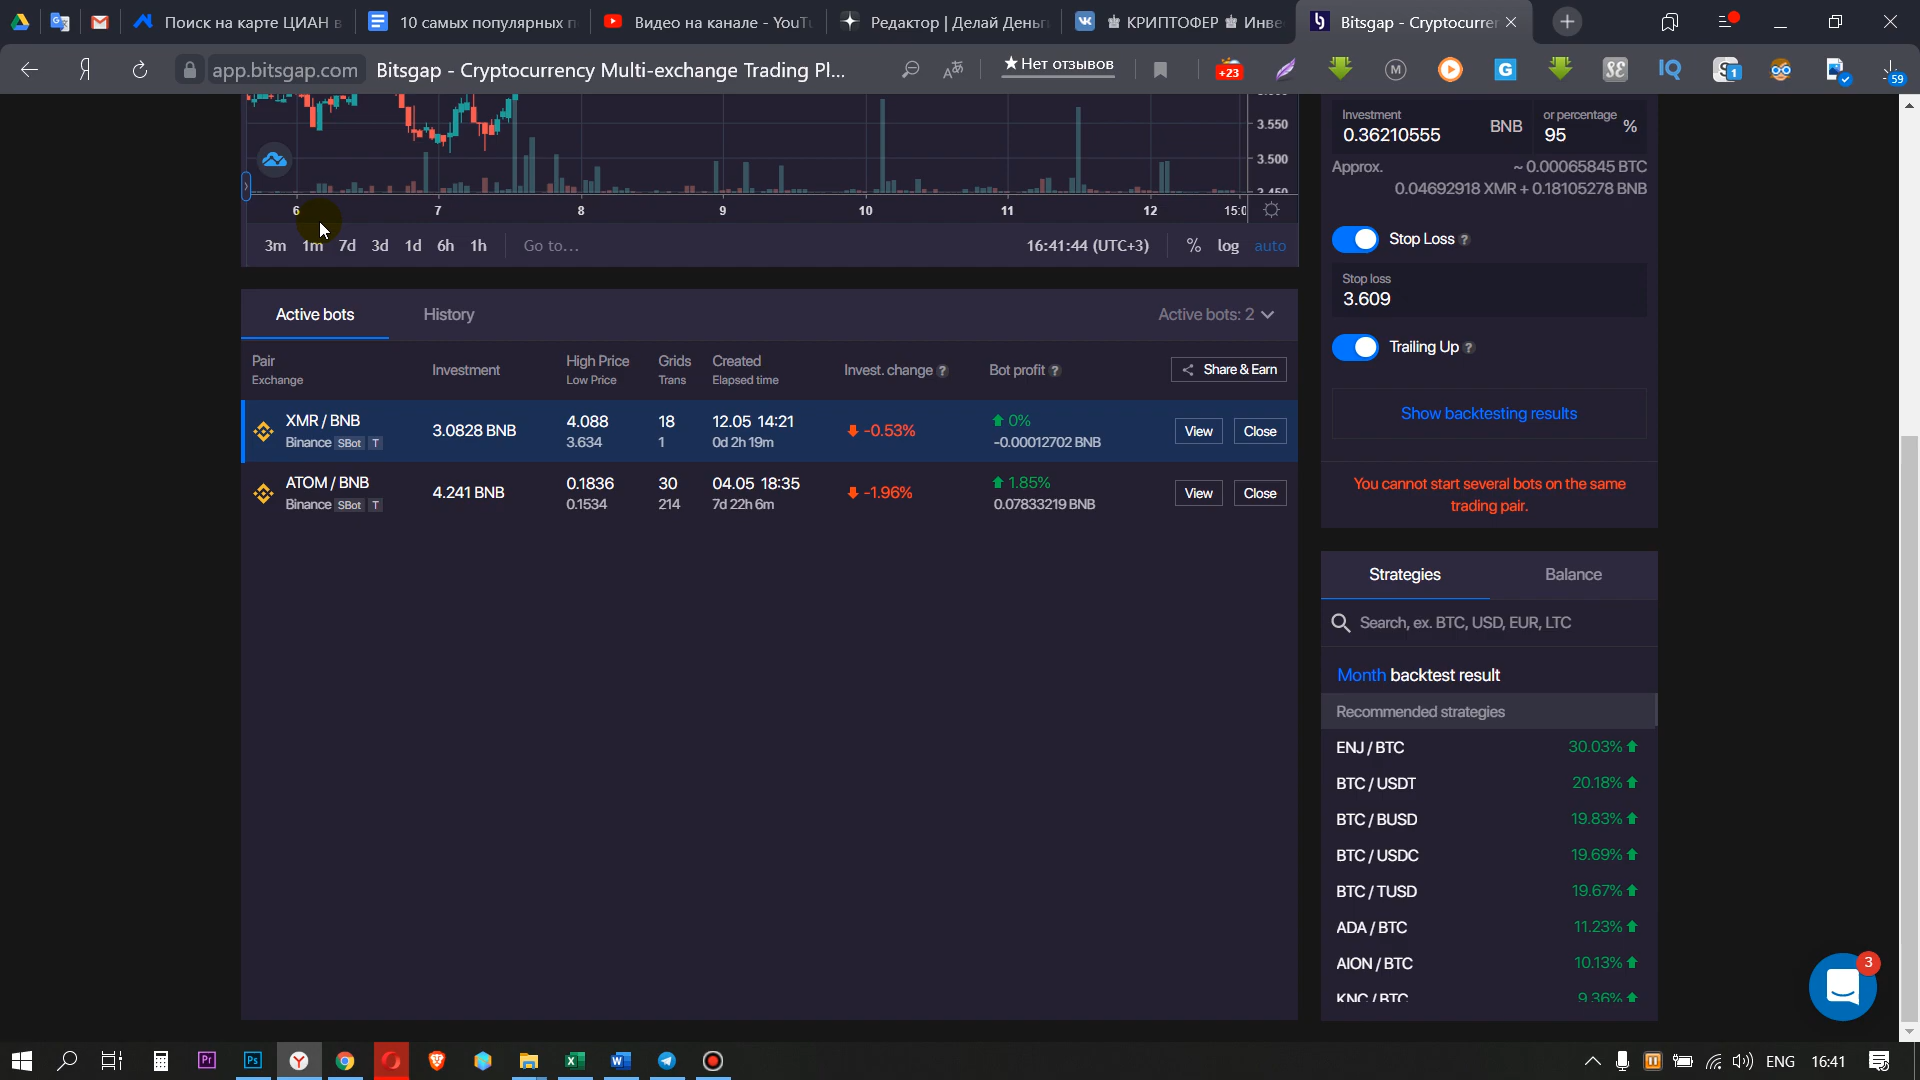 Поиск на карте ЦИАН в
10 самых популярных п
Видео на канале - YouTu
Редактор | Делай Деньг
♕ КРИПТОФЕР ♕ Инве
Bitsgap - Cryptocurren
app.bitsgap.com Bitsgap - Cryptocurrency Multi-exchange Trading Pl...
★ Нет отзывов
+23
M
G
SE
IQ
1
59
3.550
3.500
3.450
6 7 8 9 10 11 12 15:0
3m 1m 7d 3d 1d 6h 1h Go to...
16:41:44 (UTC+3) % log auto
Active bots History Active bots: 2
Pair Investment High Price Grids Created Invest. change ? Bot profit ? Share & Earn
Exchange Low Price Trans Elapsed time
XMR / BNB 3.0828 BNB 4.088 18 12.05 14:21 -0.53% 0% View Close
Binance SBot T 3.634 1 0d 2h 19m -0.00012702 BNB
ATOM / BNB 4.241 BNB 0.1836 30 04.05 18:35 -1.96% 1.85% View Close
Binance SBot T 0.1534 214 7d 22h 6m 0.07833219 BNB
Investment or percentage
0.36210555 BNB 95 %
Approx. ~ 0.00065845 BTC
0.04692918 XMR + 0.18105278 BNB
Stop Loss ?
Stop loss
3.609
Trailing Up ?
Show backtesting results
You cannot start several bots on the same
trading pair.
Strategies Balance
Search, ex. BTC, USD, EUR, LTC
Month backtest result
Recommended strategies
ENJ / BTC 30.03%
BTC / USDT 20.18%
BTC / BUSD 19.83%
BTC / USDC 19.69%
BTC / TUSD 19.67%
ADA / BTC 11.23%
AION / BTC 10.13%
KNC / BTC 9.36%
3
Pr
Ps
ENG 16:41